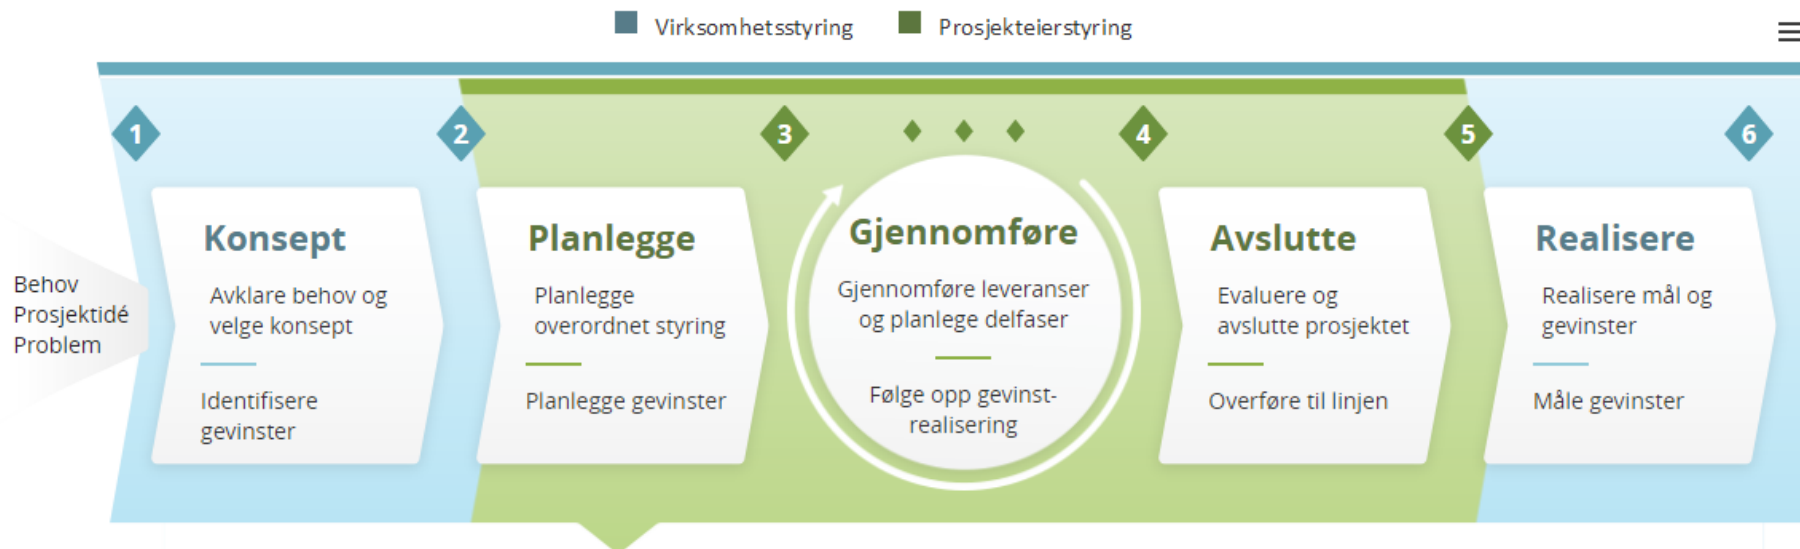 Virksomhetsstyring
Prosjekteierstyring
1
2
3
4
5
6
Behov
Prosjektidé
Problem
Konsept
Avklare behov og
velge konsept
Identifisere
gevinster
Planlegge
Planlegge
overordnet styring
Planlegge gevinster
Gjennomføre
Gjennomføre leveranser
og planlege delfaser
Følge opp gevinst-
realisering
Avslutte
Evaluere og
avslutte prosjektet
Overføre til linjen
Realisere
Realisere mål og
gevinster
Måle gevinster